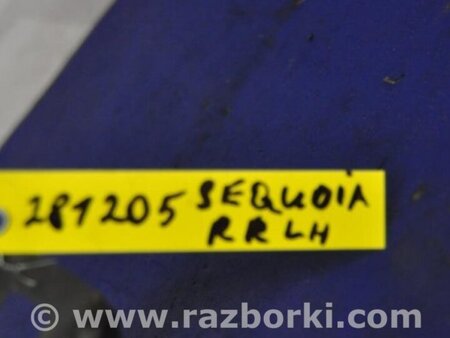 281205 SEQUOIA
RR LH
© www.razborki.com